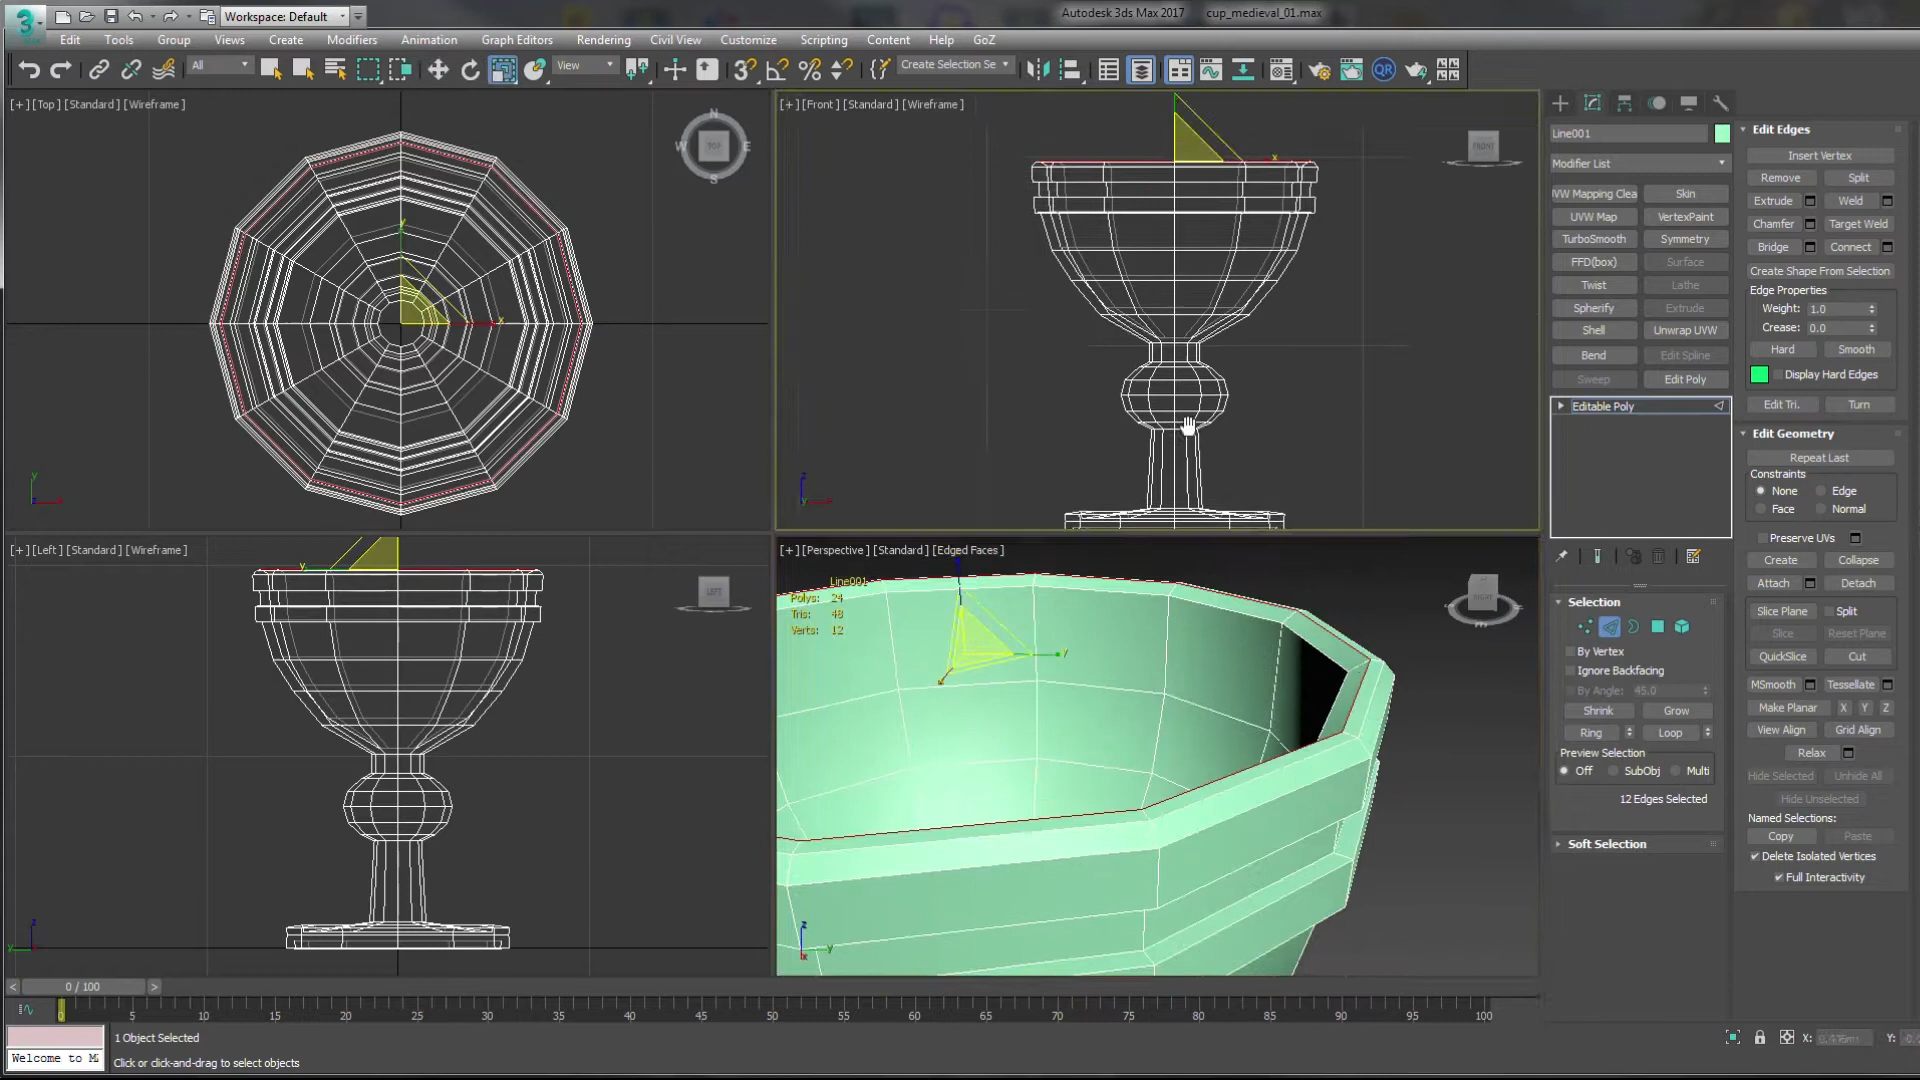 Workspace: Default
Autodesk 3ds Max 2017 cup_medieval_01.max
Edit Tools Group Views Create Modifiers Animation Graph Editors Rendering Civil View Customize Scripting Content Help GoZ
All View Create Selection Se QR
[+] [Top] [Standard] [Wireframe]
N
W TOP E
S
y
x
[+] [Front] [Standard] [Wireframe]
FRONT
x
z
[+] [Left] [Standard] [Wireframe]
LEFT
y
z
[+] [Perspective] [Standard] [Edged Faces]
Line001
Polys: 24
Tris: 48
Verts: 12
RIGHT
y
z
x
Line001
Modifier List
UVW Mapping Clea Skin
UVW Map VertexPaint
TurboSmooth Symmetry
FFD(box) Surface
Twist Lathe
Spherify Extrude
Shell Unwrap UVW
Bend Edit Spline
Sweep Edit Poly
Editable Poly
Selection
By Vertex
Ignore Backfacing
By Angle: 45.0
Shrink Grow
Ring Loop
Preview Selection
Off SubObj Multi
12 Edges Selected
Soft Selection
Edit Edges
Insert Vertex
Remove Split
Extrude Weld
Chamfer Target Weld
Bridge Connect
Create Shape From Selection
Edge Properties
Weight: 1.0
Crease: 0.0
Hard Smooth
Display Hard Edges
Edit Tri. Turn
Edit Geometry
Repeat Last
Constraints
None Edge
Face Normal
Preserve UVs
Create Collapse
Attach Detach
Slice Plane Split
Slice Reset Plane
QuickSlice Cut
MSmooth Tessellate
Make Planar X Y Z
View Align Grid Align
Relax
Hide Selected Unhide All
Hide Unselected
Named Selections:
Copy Paste
Delete Isolated Vertices
Full Interactivity
< 0 / 100 >
0 5 10 15 20 25 30 35 40 45 50 55 60 65 70 75 80 85 90 95 100
1 Object Selected
X: Y:
Welcome to M
Click or click-and-drag to select objects